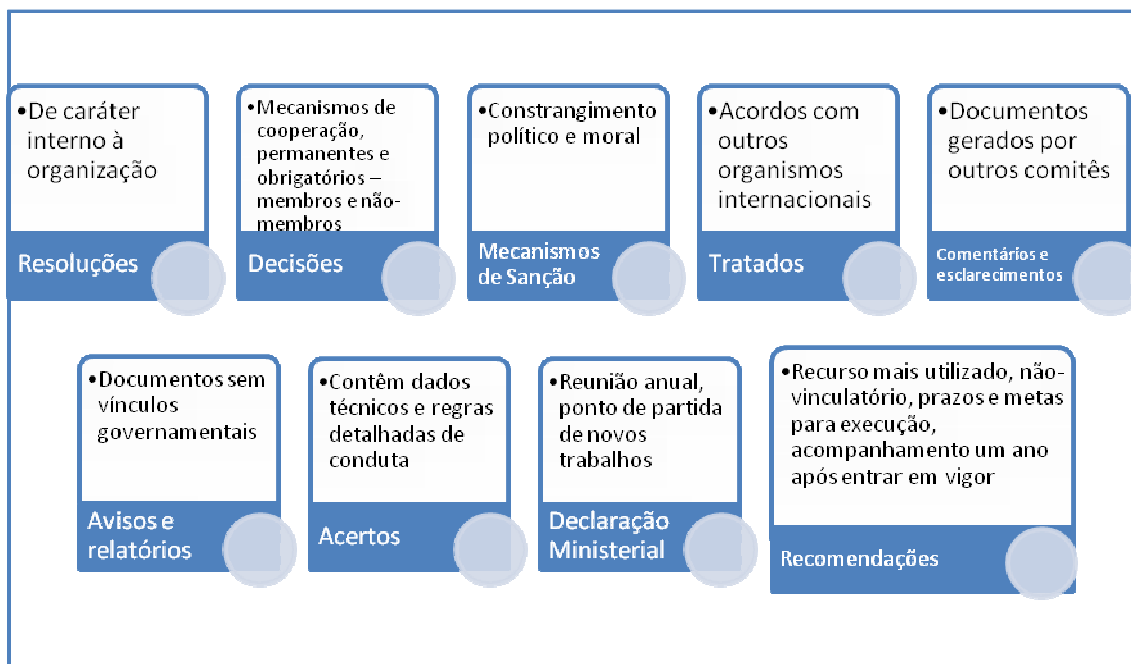 •De caráter
interno à
organização
Resoluções
•Mecanismos de
cooperação,
permanentes e
obrigatórios –
membros e não-
membros
Decisões
•Constrangimento
político e moral
Mecanismos
de Sanção
•Acordos com
outros
organismos
internacionais
Tratados
•Documentos
gerados por
outros comitês
Comentários e
esclarecimentos
•Documentos sem
vínculos
governamentais
Avisos e
relatórios
•Contêm dados
técnicos e regras
detalhadas de
conduta
Acertos
•Reunião anual,
ponto de partida
de novos
trabalhos
Declaração
Ministerial
•Recurso mais utilizado, não-
vinculatório, prazos e metas
para execução,
acompanhamento um ano
após entrar em vigor
Recomendações